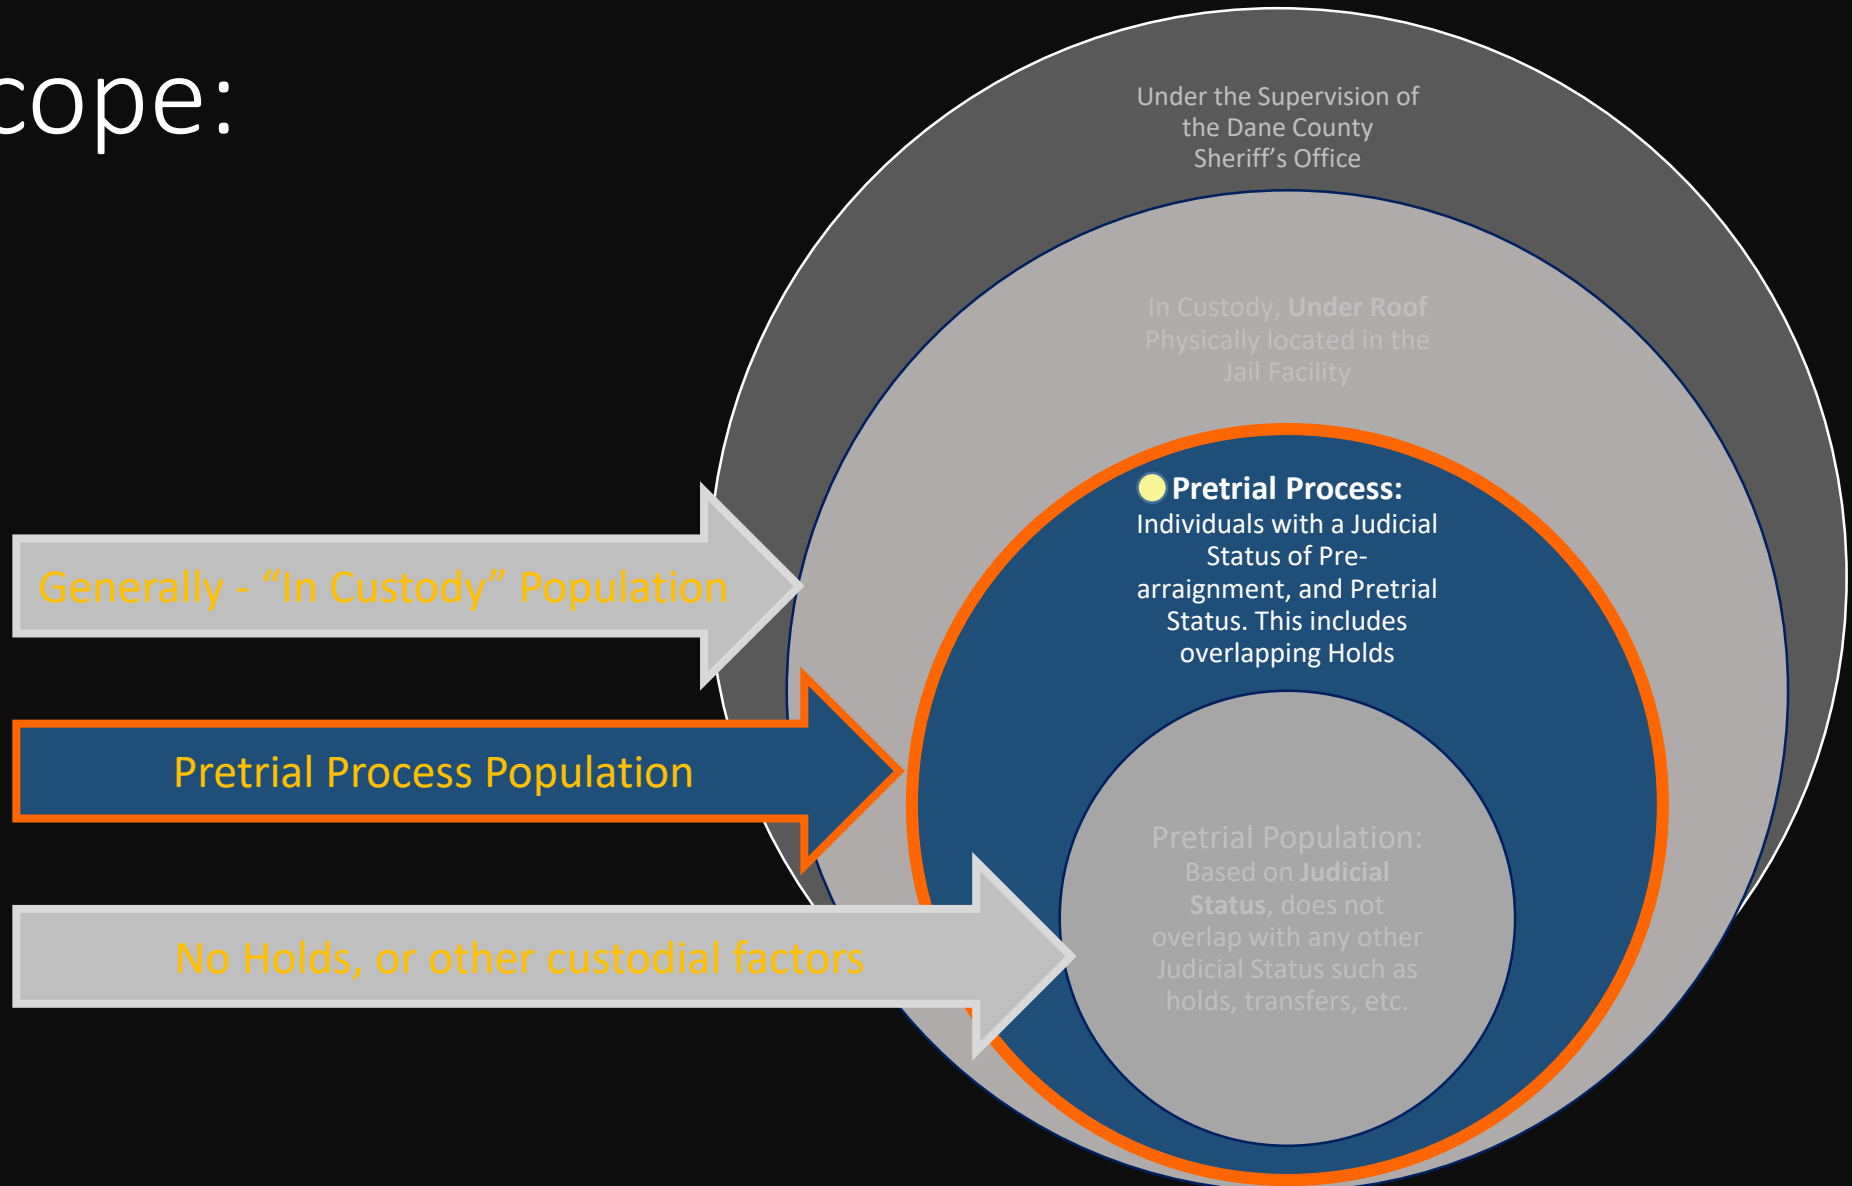 cope:
Under the Supervision of
the Dane County
Sheriff’s Office
In Custody, Under Roof
Physically located in the
Jail Facility
Pretrial Process:
Individuals with a Judicial
Status of Pre-
arraignment, and Pretrial
Status. This includes
overlapping Holds
Generally - “In Custody” Population
Pretrial Process Population
No Holds, or other custodial factors
Pretrial Population:
Based on Judicial
Status, does not
overlap with any other
Judicial Status such as
holds, transfers, etc.